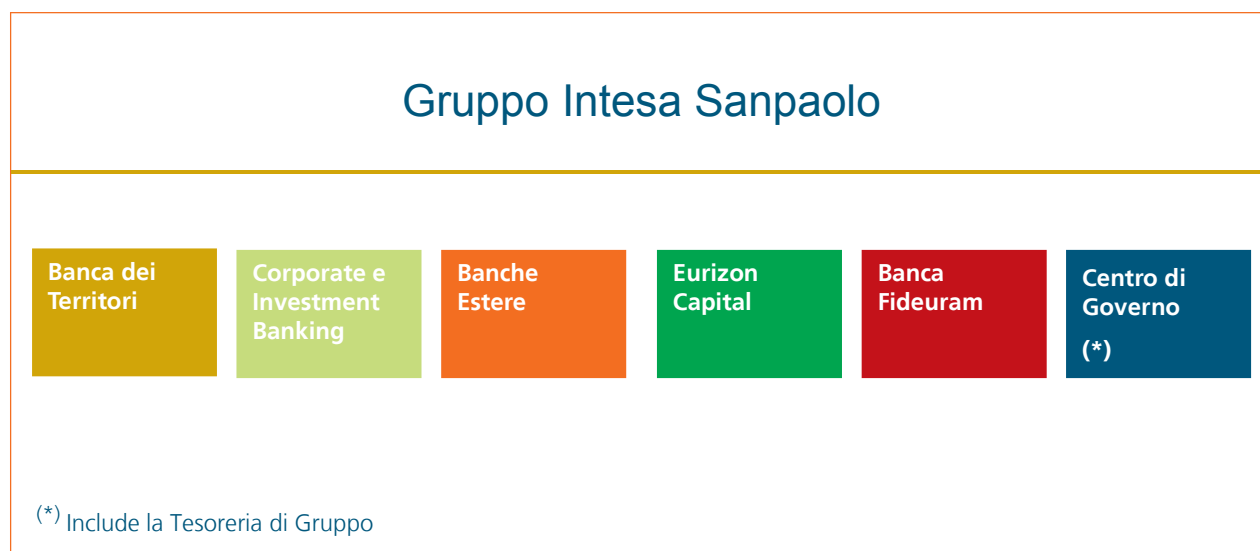 Gruppo Intesa Sanpaolo
Banca dei
Territori
Corporate e
Investment
Banking
Banche
Estere
Eurizon
Capital
Banca
Fideuram
Centro di
Governo
(*)
(*) Include la Tesoreria di Gruppo